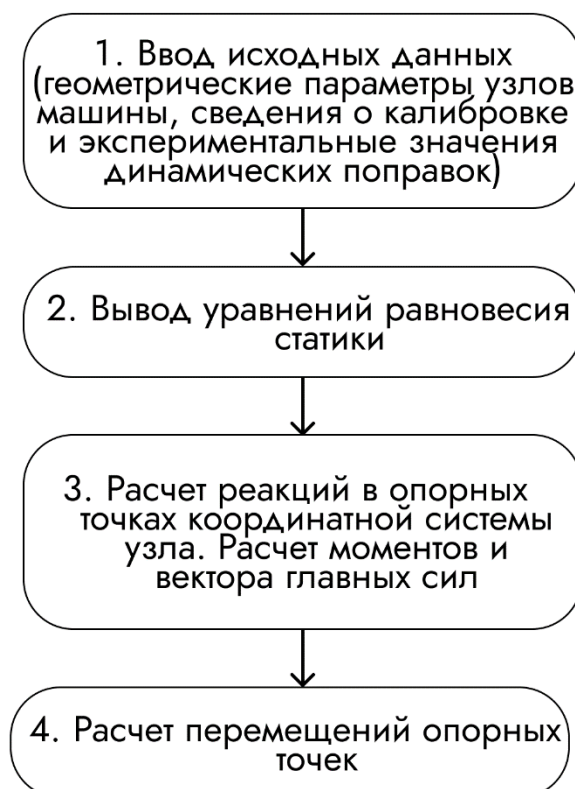 1. Ввод исходных данных
(геометрические параметры узлов
машины, сведения о калибровке
и экспериментальные значения
динамических поправок)
2. Вывод уравнений равновесия
статики
3. Расчет реакций в опорных
точках координатной системы
узла. Расчет моментов и
вектора главных сил
4. Расчет перемещений опорных
точек